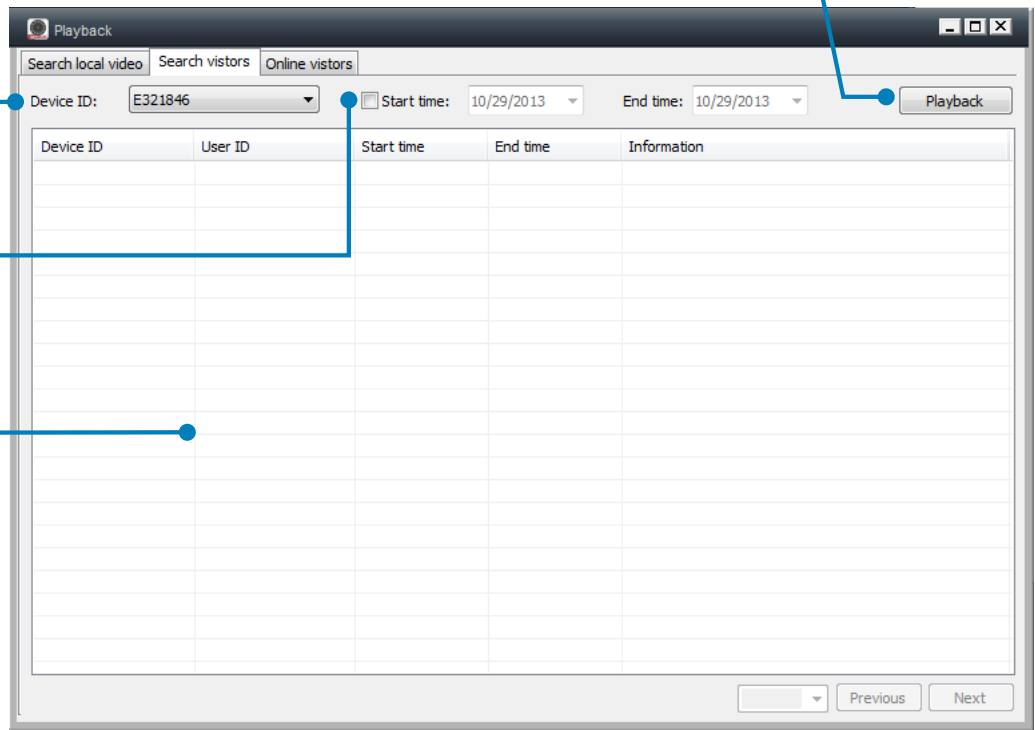 Playback
Search local video Search vistors Online vistors
Device ID: E321846 Start time: 10/29/2013 End time: 10/29/2013 Playback
Device ID User ID Start time End time Information
Previous Next